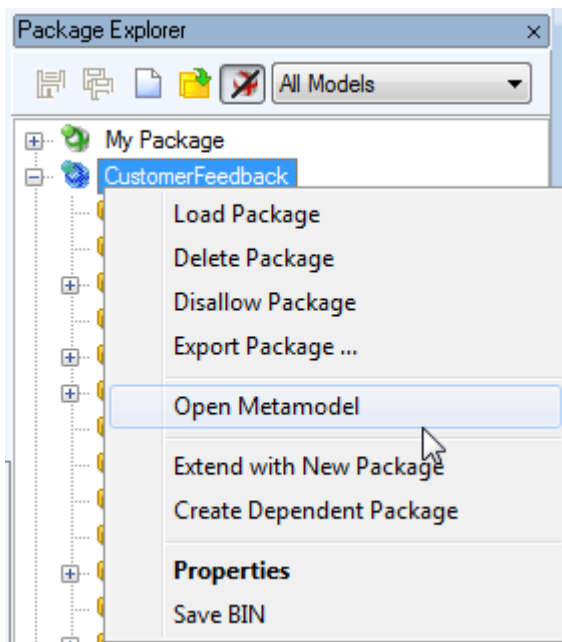 Package Explorer
All Models
My Package
CustomerFeedback
Load Package
Delete Package
Disallow Package
Export Package ...
Open Metamodel
Extend with New Package
Create Dependent Package
Properties
Save BIN